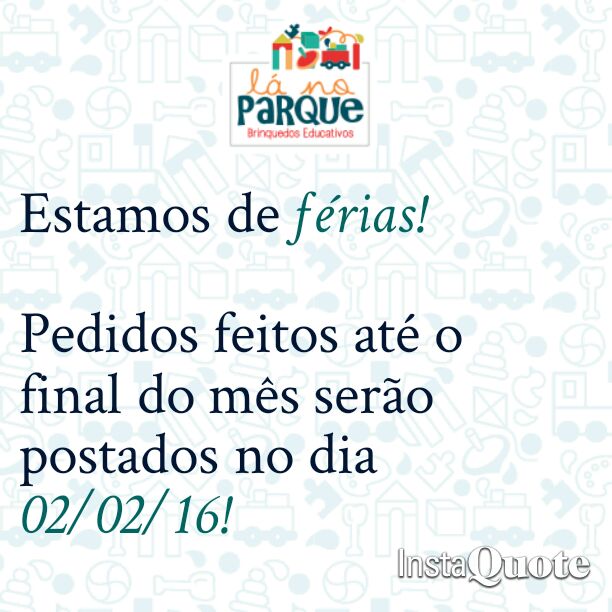 lá no
PARQUE
Brinquedos Educativos
Estamos de férias!
Pedidos feitos até o
final do mês serão
postados no dia
02/02/16!
InstaQuote